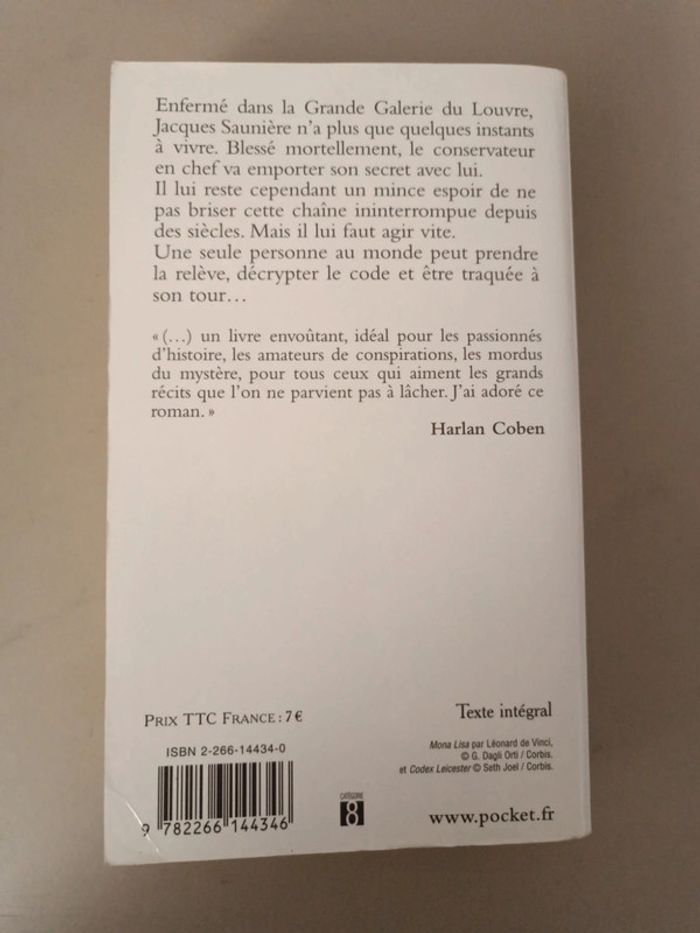 Enfermé dans la Grande Galerie du Louvre,
Jacques Saunière n'a plus que quelques instants
à vivre. Blessé mortellement, le conservateur
en chef va emporter son secret avec lui.
Il lui reste cependant un mince espoir de ne
pas briser cette chaîne ininterrompue depuis
des siècles. Mais il lui faut agir vite.
Une seule personne au monde peut prendre
la relève, décrypter le code et être traquée à
son tour…
« (…) un livre envoûtant, idéal pour les passionnés
d'histoire, les amateurs de conspirations, les mordus
du mystère, pour tous ceux qui aiment les grands
récits que l'on ne parvient pas à lâcher. J'ai adoré ce
roman. »
Harlan Coben
PRIX TTC FRANCE : 7 €
Texte intégral
Mona Lisa par Léonard de Vinci,
© G. Dagli Orti / Corbis.
et Codex Leicester © Seth Joel / Corbis.
ISBN 2-266-14434-0
9 782266 144346
CATÉGORIE
8
www.pocket.fr